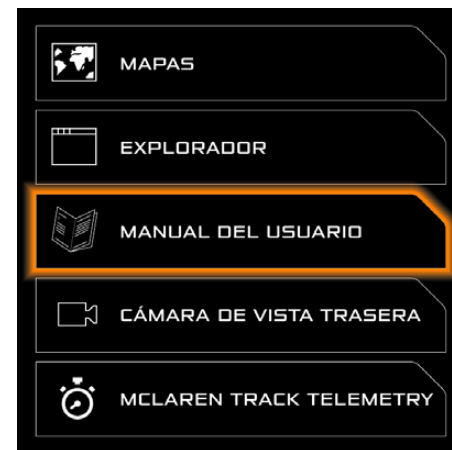 MAPAS
EXPLORADOR
MANUAL DEL USUARIO
CÁMARA DE VISTA TRASERA
MCLAREN TRACK TELEMETRY